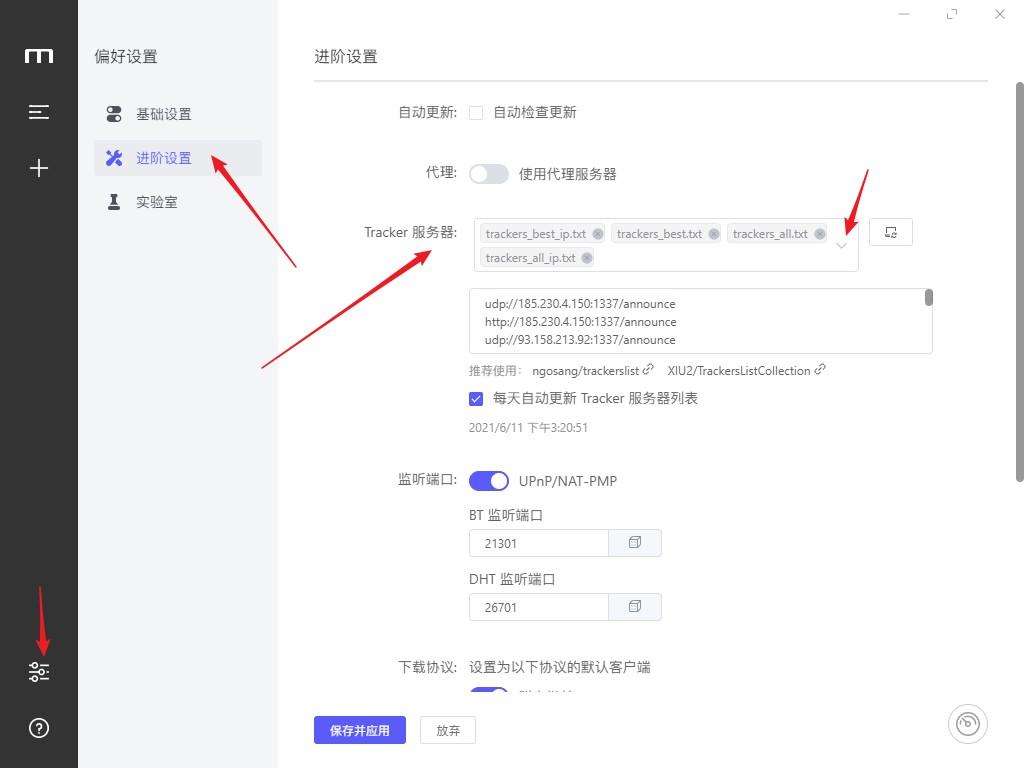 偏好设置
基础设置
进阶设置
实验室
进阶设置
自动更新: 自动检查更新
代理: 使用代理服务器
Tracker 服务器: trackers_best_ip.txt trackers_best.txt trackers_all.txt
trackers_all_ip.txt
udp://185.230.4.150:1337/announce
http://185.230.4.150:1337/announce
udp://93.158.213.92:1337/announce
推荐使用: ngosang/trackerslist XIU2/TrackersListCollection
每天自动更新 Tracker 服务器列表
2021/6/11 下午3:20:51
监听端口: UPnP/NAT-PMP
BT 监听端口
21301
DHT 监听端口
26701
下载协议: 设置为以下协议的默认客户端
保存并应用 放弃